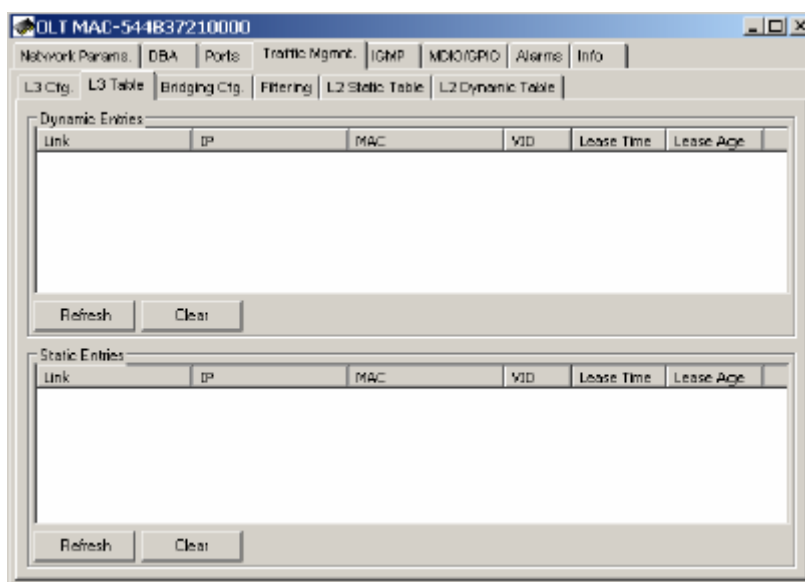 OLT MAC-544B37210000
Network Params. DBA Ports Traffic Mgmnt. IGMP MDIO/GPIO Alarms Info
L3 Cfg. L3 Table Bridging Cfg. Filtering L2 Static Table L2 Dynamic Table
Dynamic Entries
Link IP MAC VID Lease Time Lease Age
Refresh Clear
Static Entries
Link IP MAC VID Lease Time Lease Age
Refresh Clear